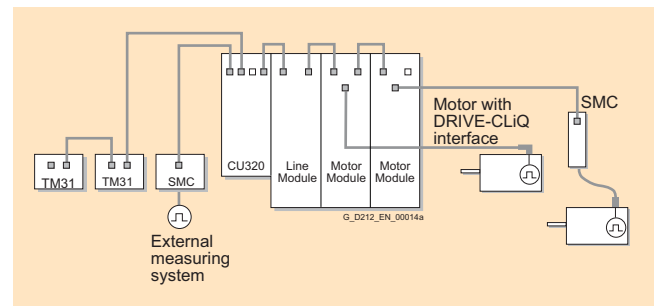 Motor with
DRIVE-CLiQ
interface
SMC
TM31
TM31
SMC
CU320
Line
Module
Motor
Module
Motor
Module
G_D212_EN_00014a
External
measuring
system